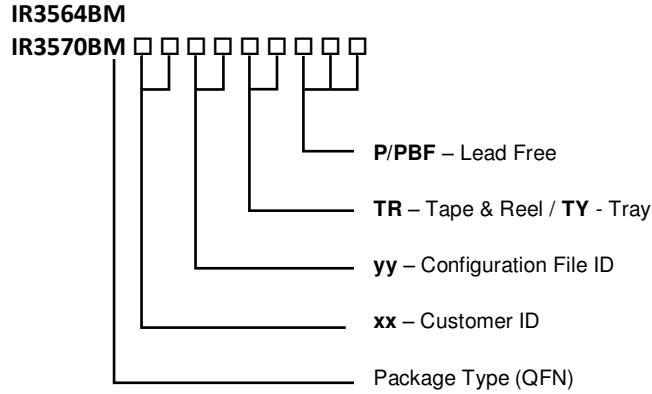 IR3564BM
IR3570BM □ □ □ □ □ □ □ □ □
P/PBF – Lead Free
TR – Tape & Reel / TY - Tray
yy – Configuration File ID
xx – Customer ID
Package Type (QFN)